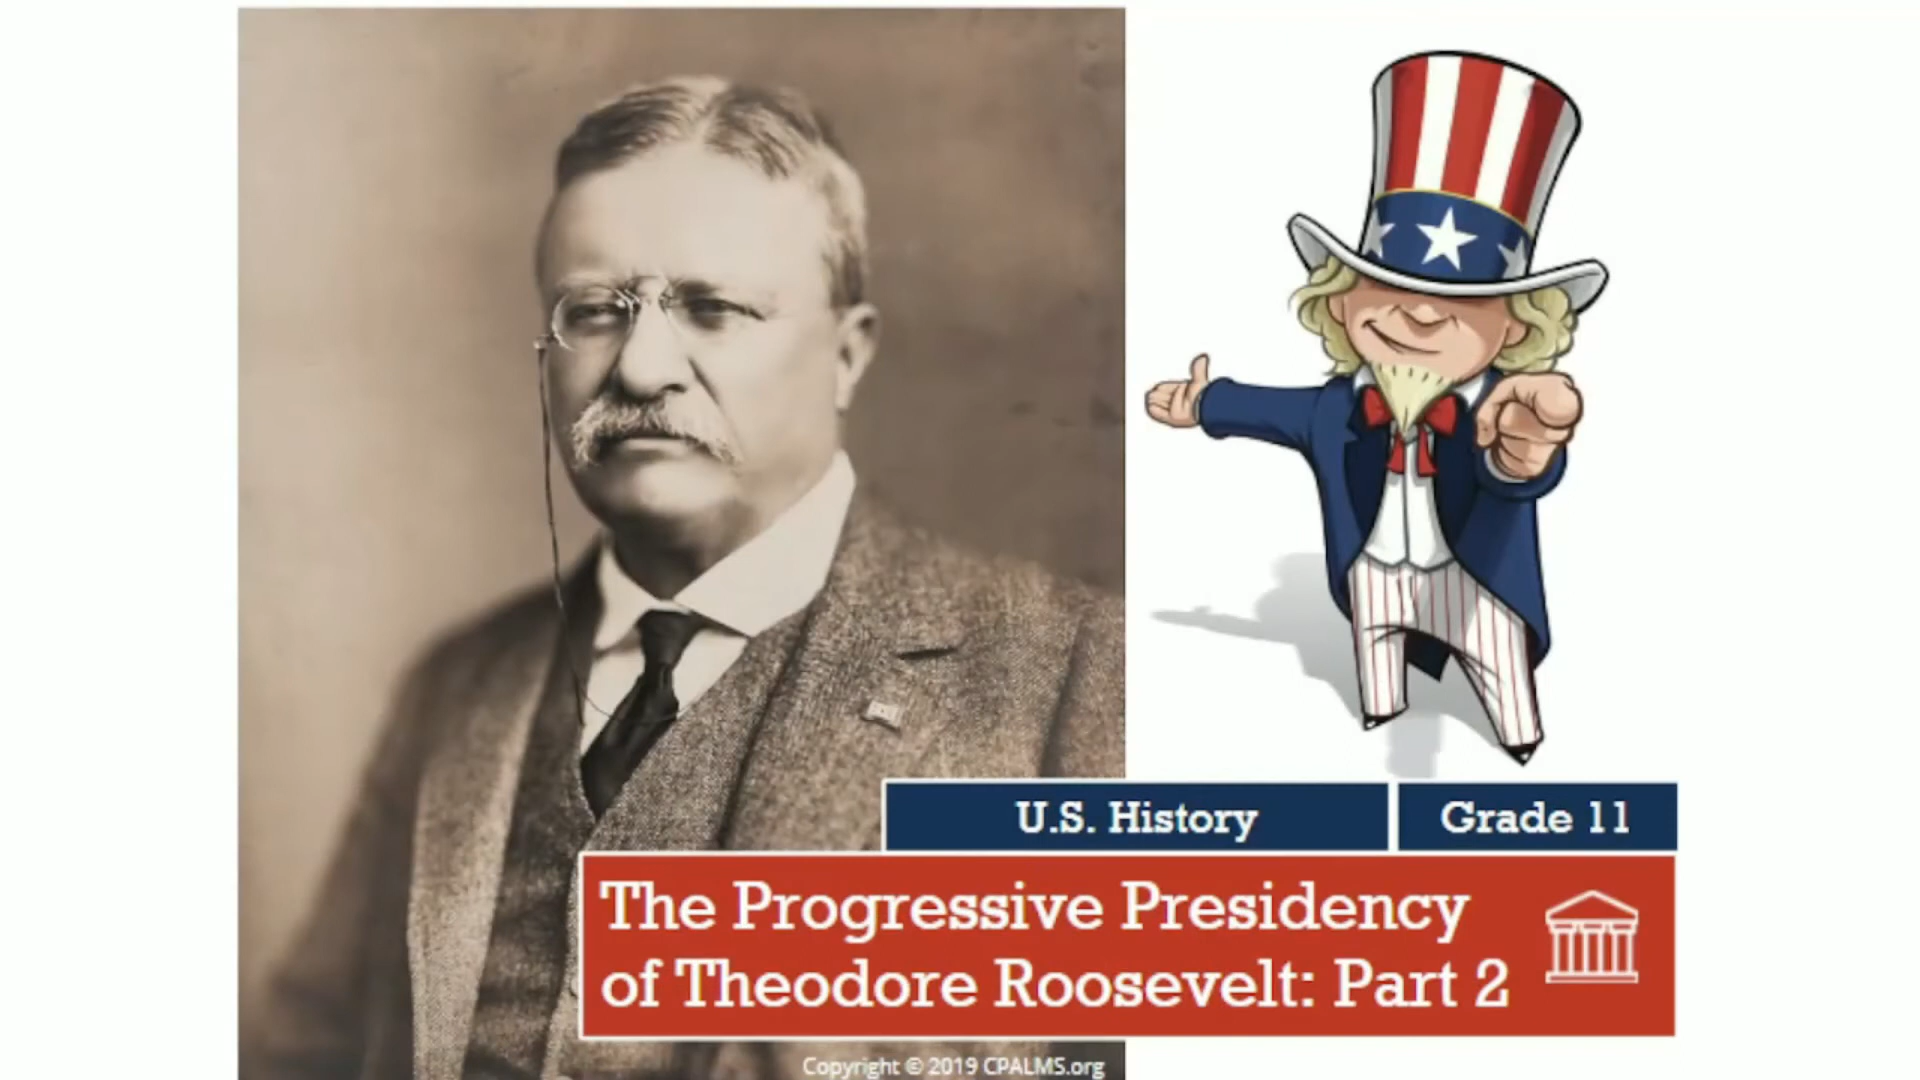 U.S. History
Grade 11
The Progressive Presidency
of Theodore Roosevelt: Part 2
Copyright © 2019 CPALMS.org